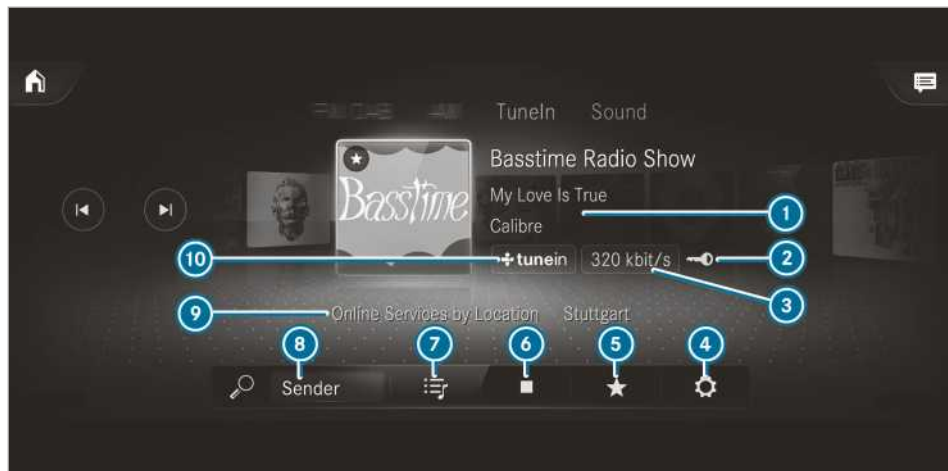 TuneIn Sound
Basstime Radio Show
Basstime
My Love Is True
1
Calibre
10
tunein 320 kbit/s
2
3
9
Online Services by Location Stuttgart
8 7 6 5 4
Sender